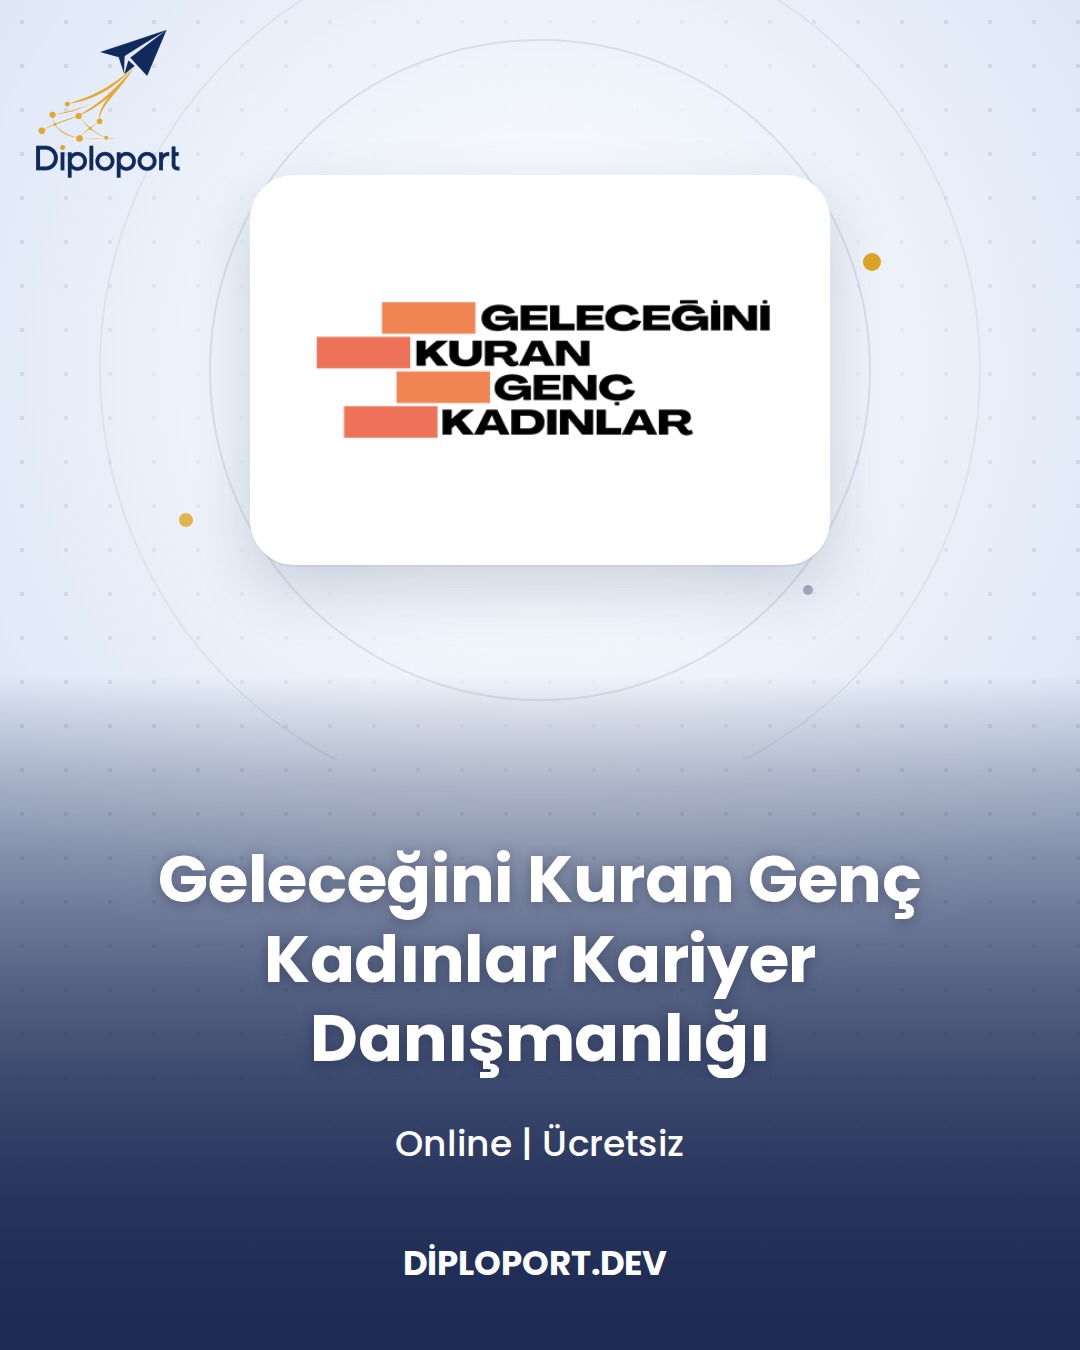 Diploport
GELECEĞİNİ
KURAN
GENÇ
KADINLAR
Geleceğini Kuran Genç
Kadınlar Kariyer
Danışmanlığı
Online | Ücretsiz
DİPLOPORT.DEV